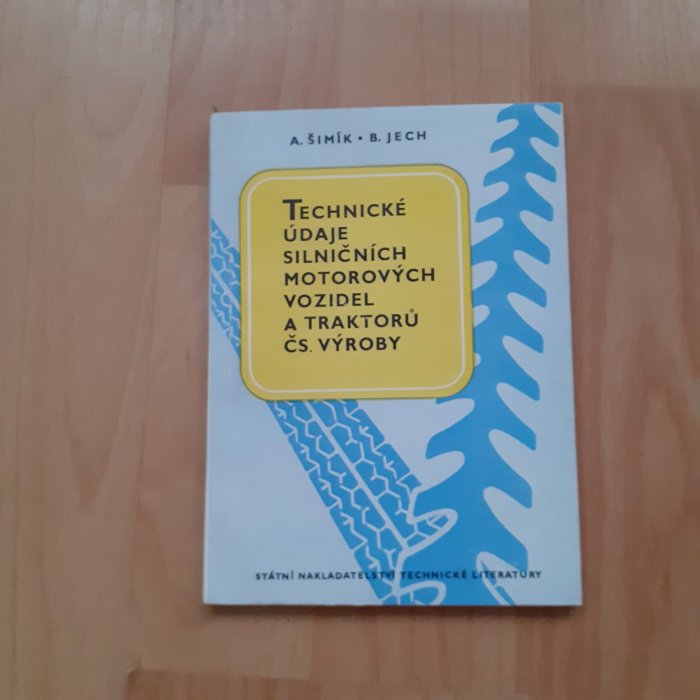 A. ŠIMÍK • B. JECH
TECHNICKÉ
ÚDAJE
SILNIČNÍCH
MOTOROVÝCH
VOZIDEL
A TRAKTORŮ
ČS. VÝROBY
STÁTNÍ NAKLADATELSTVÍ TECHNICKÉ LITERATURY